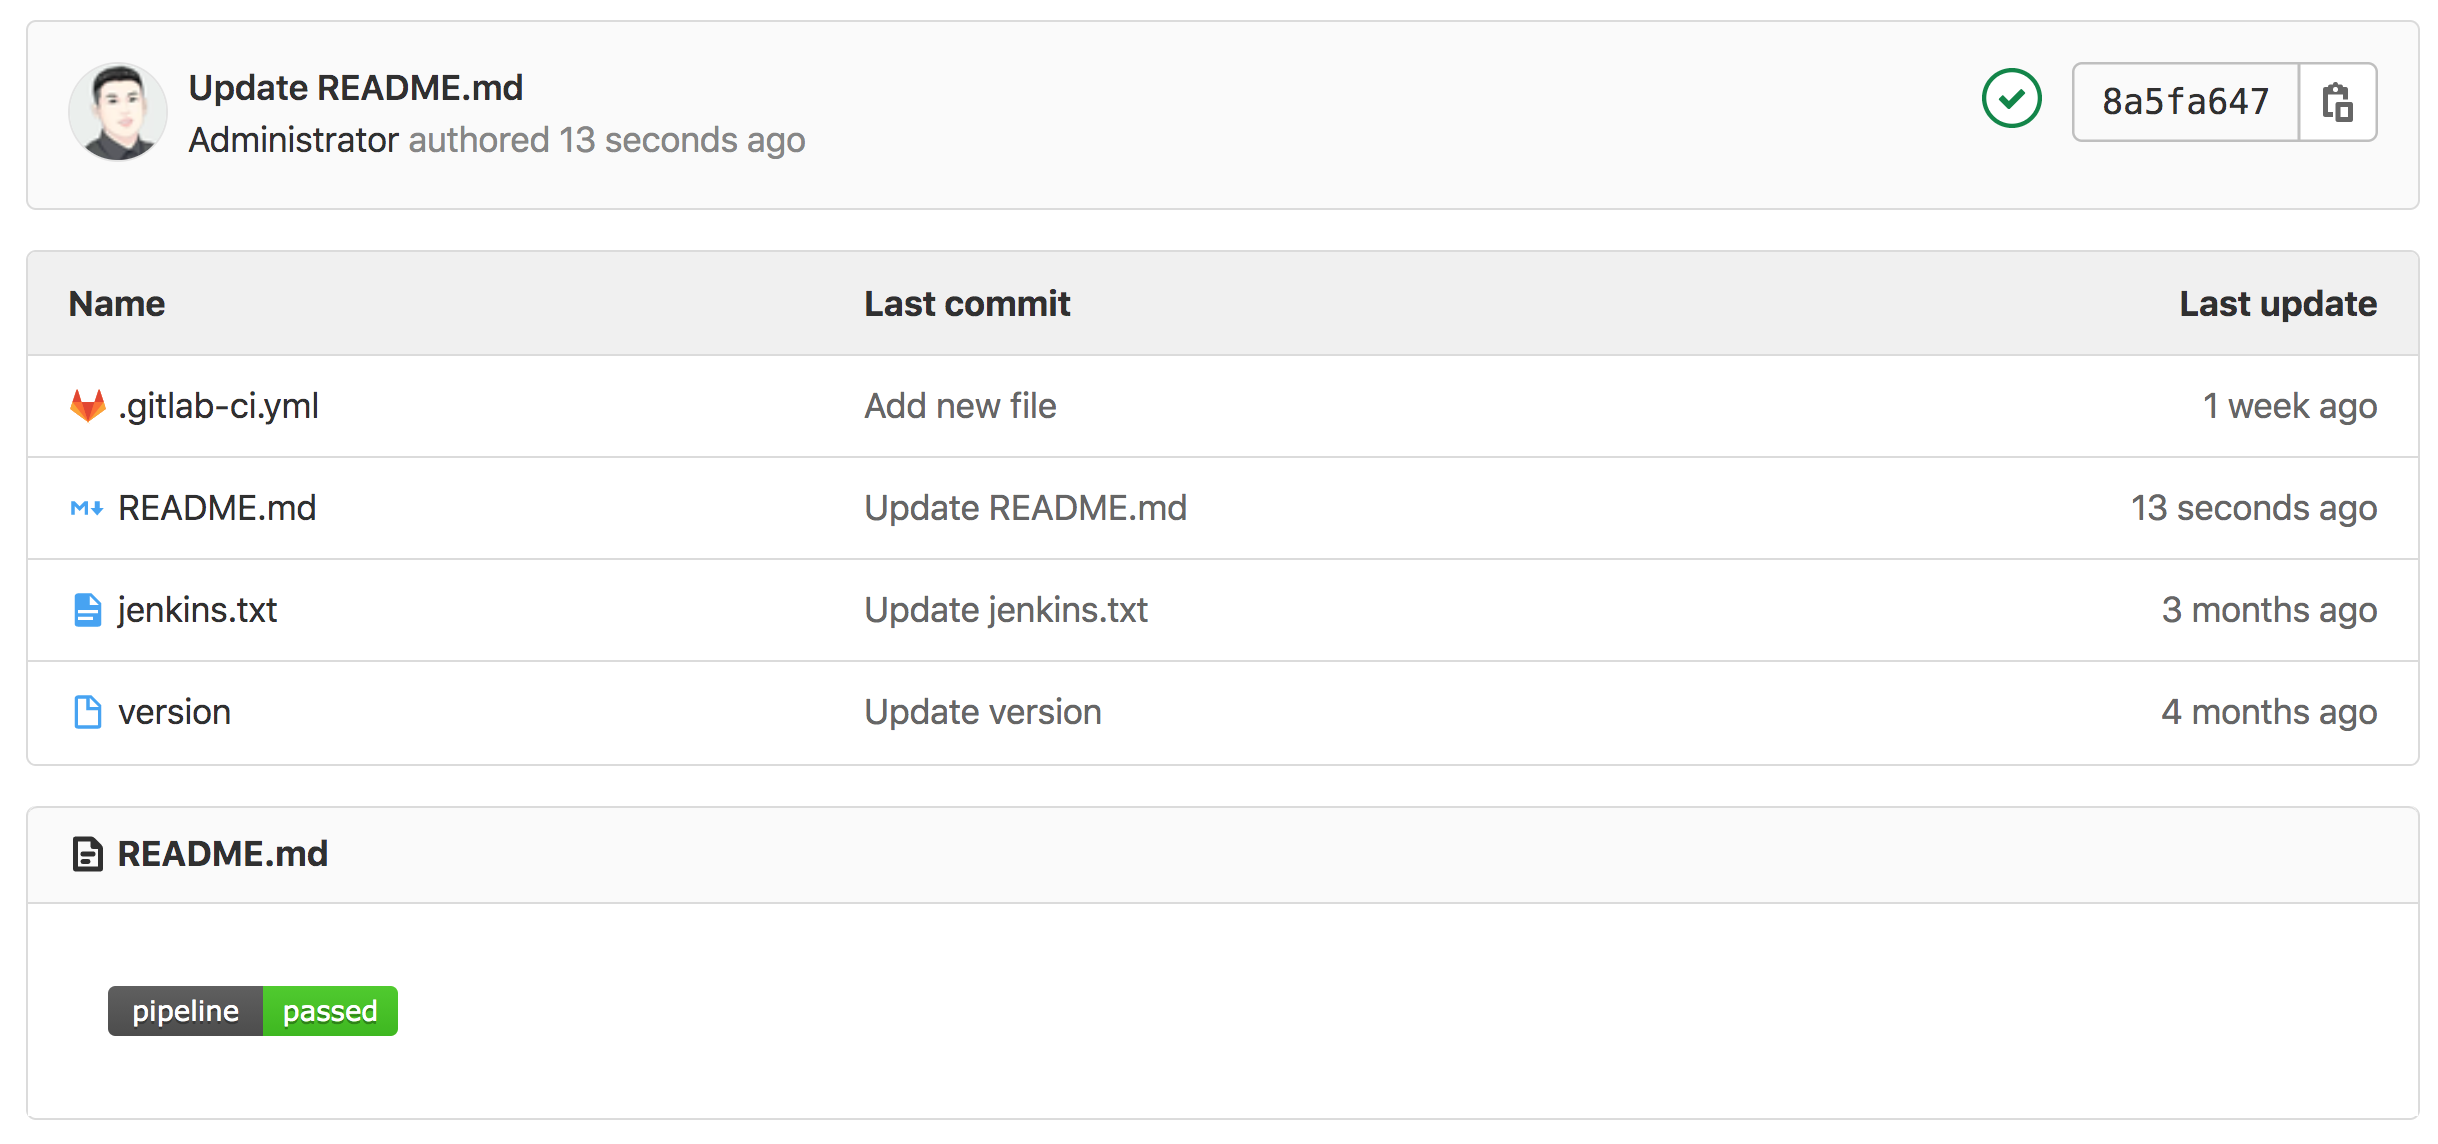 Update README.md
Administrator authored 13 seconds ago
8a5fa647
Name Last commit Last update
.gitlab-ci.yml Add new file 1 week ago
README.md Update README.md 13 seconds ago
jenkins.txt Update jenkins.txt 3 months ago
version Update version 4 months ago
README.md
pipeline passed